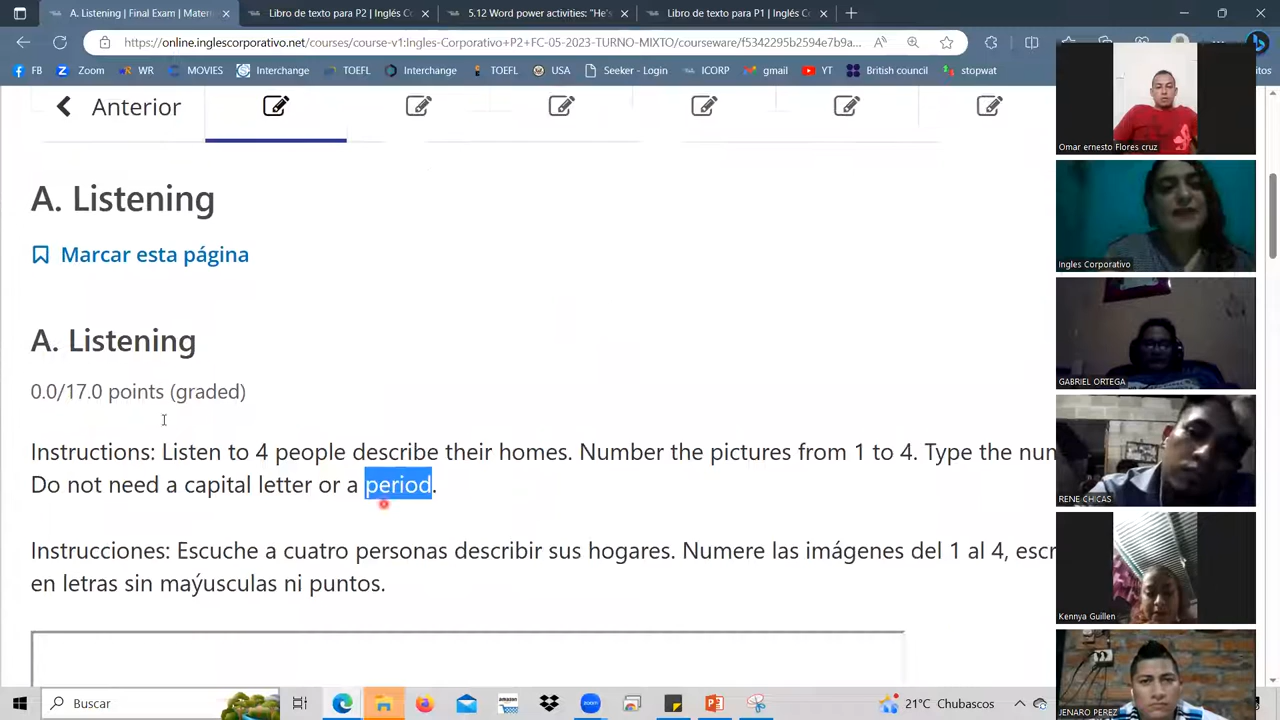 A. Listening | Final Exam | Mater
Libro de texto para P2 | Inglés C
5.12 Word power activities: "He's
Libro de texto para P1 | Inglés C
https://online.inglescorporativo.net/courses/course-v1:Ingles-Corporativo+P2+FC-05-2023-TURNO-MIXTO/courseware/f5342295b2594e7b9a...
FB
Zoom
WR
MOVIES
Interchange
TOEFL
Interchange
TOEFL
USA
Seeker - Login
ICORP
gmail
YT
British council
stopwat
itos
Anterior
A. Listening
Marcar esta página
A. Listening
0.0/17.0 points (graded)
Instructions: Listen to 4 people describe their homes. Number the pictures from 1 to 4. Type the num
Do not need a capital letter or a period.
Instrucciones: Escuche a cuatro personas describir sus hogares. Numere las imágenes del 1 al 4, escr
en letras sin maýusculas ni puntos.
Omar ernesto Flores cruz
Ingles Corporativo
GABRIEL ORTEGA
RENE CHICAS
Kennya Guillen
JENARO PEREZ
Buscar
amazon
zoom
21°C Chubascos